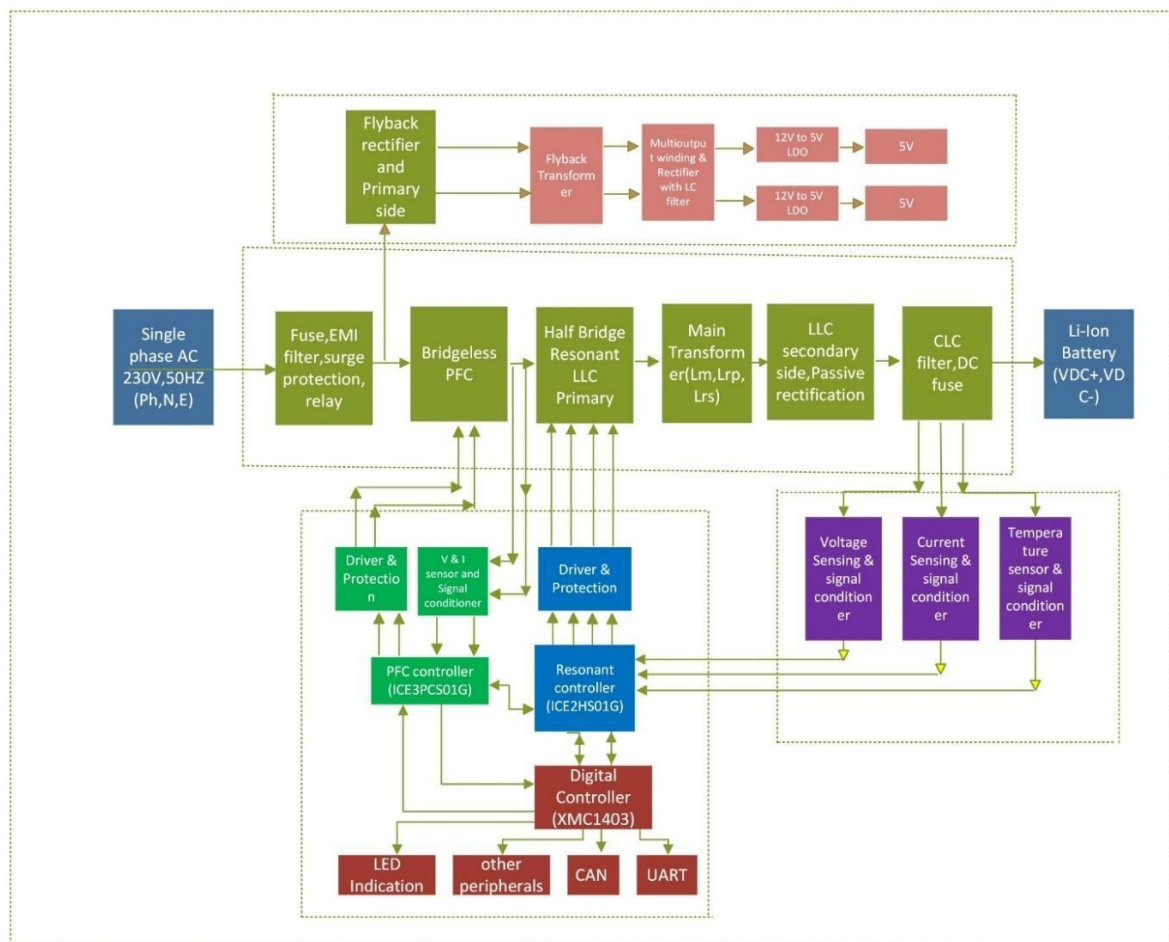 Flyback
rectifier
and
Primary
side
Flyback
Transform
er
Multioutpu
t winding &
Rectifier
with LC
filter
12V to 5V
LDO
5V
12V to 5V
LDO
5V
Single
phase AC
230V,50HZ
(Ph,N,E)
Fuse,EMI
filter,surge
protection,
relay
Bridgeless
PFC
Half Bridge
Resonant
LLC
Primary
Main
Transform
er(Lm,Lrp,
Lrs)
LLC
secondary
side,Passive
rectification
CLC
filter,DC
fuse
Li-Ion
Battery
(VDC+,VD
C-)
Driver &
Protectio
n
V & I
sensor and
Signal
conditioner
Driver &
Protection
Voltage
Sensing &
signal
condition
er
Current
Sensing &
signal
condition
er
Tempera
ture
sensor &
signal
condition
er
PFC controller
(ICE3PCS01G)
Resonant
controller
(ICE2HS01G)
Digital
Controller
(XMC1403)
LED
Indication
other
peripherals
CAN
UART